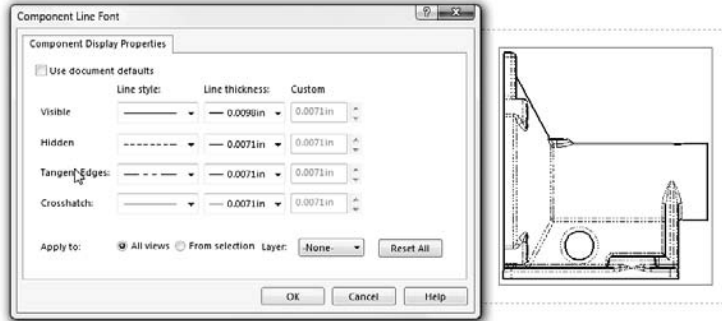 Component Line Font
Component Display Properties
Use document defaults
Line style: Line thickness: Custom
Visible 0.0098in 0.0071in
Hidden 0.0071in 0.0071in
Tangent Edges: 0.0071in 0.0071in
Crosshatch: 0.0071in 0.0071in
Apply to: All views From selection Layer: -None- Reset All
OK Cancel Help